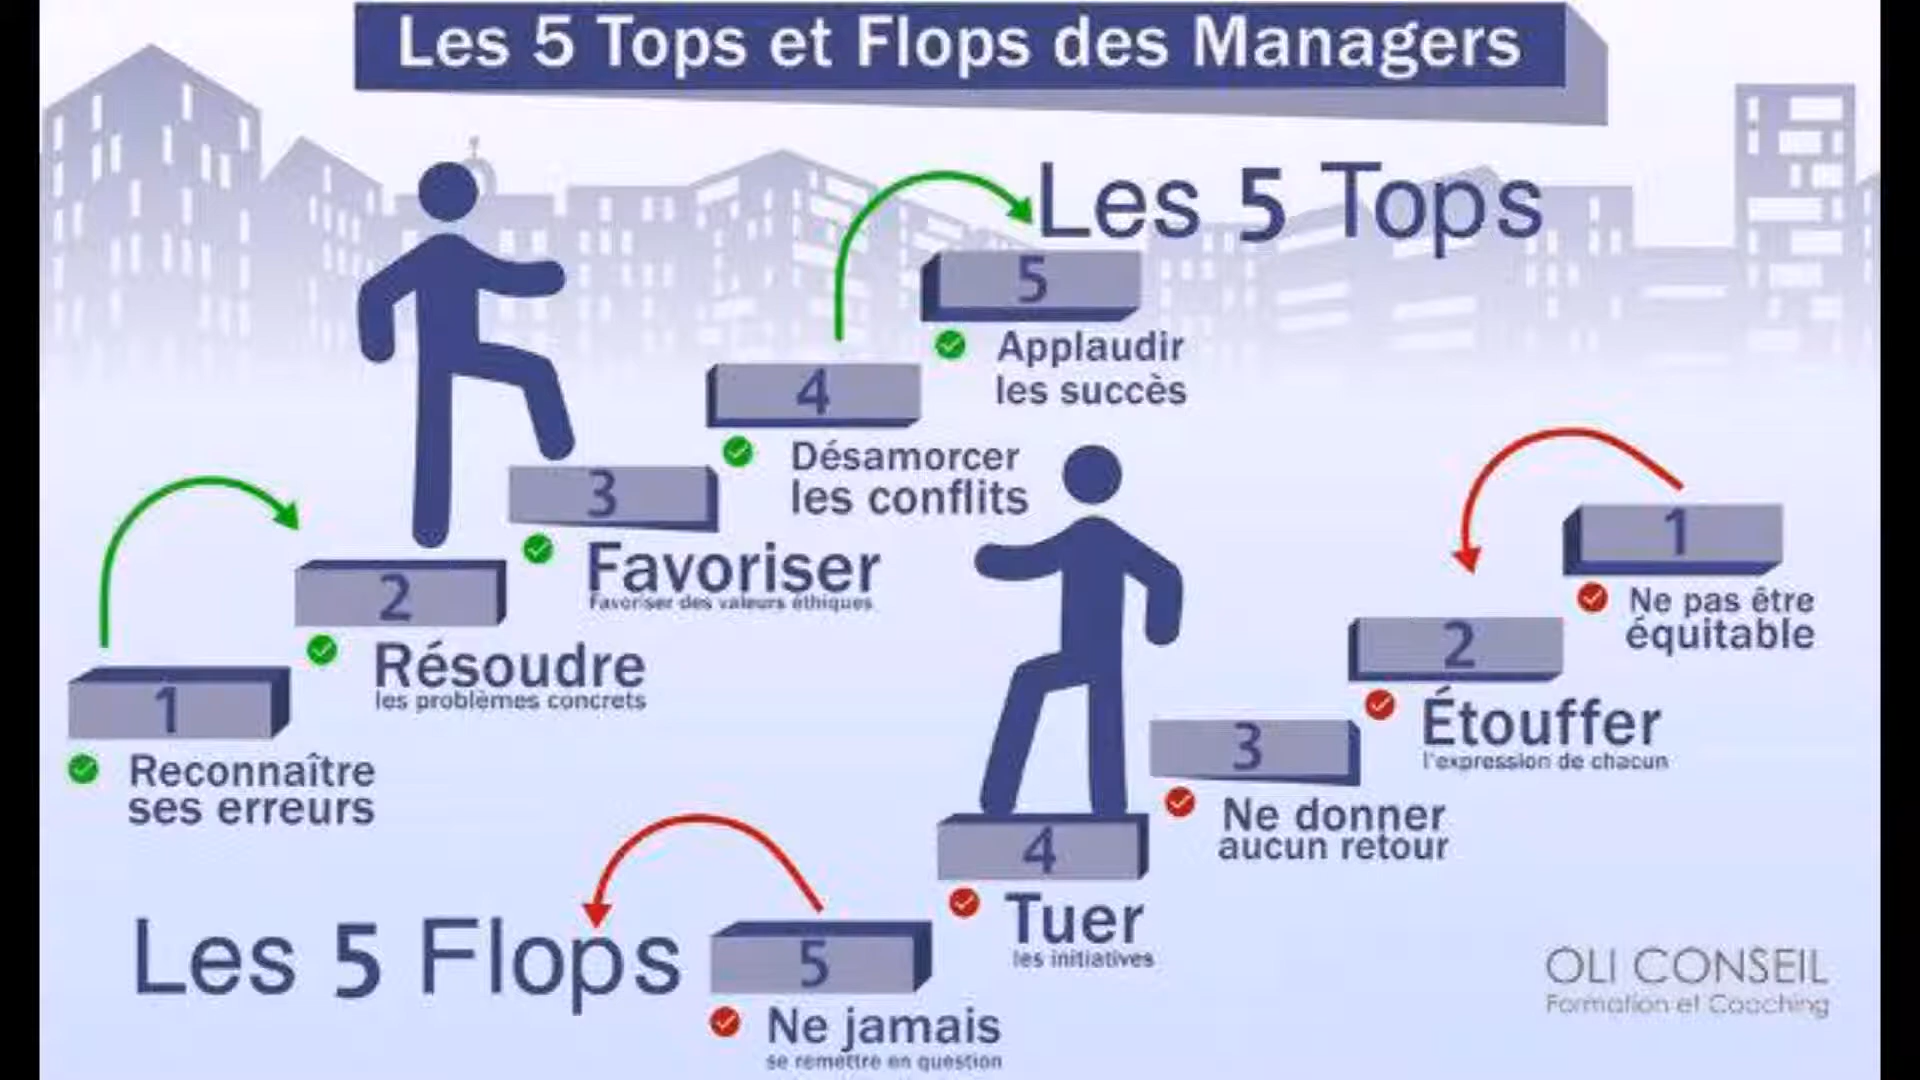 Les 5 Tops et Flops des Managers
Les 5 Tops
5
Applaudir
les succès
4
Désamorcer
les conflits
3
Favoriser
Favoriser des valeurs éthiques
2
Résoudre
les problèmes concrets
1
Reconnaître
ses erreurs
1
Ne pas être
équitable
2
Étouffer
l'expression de chacun
3
Ne donner
aucun retour
4
Tuer
les initiatives
5
Ne jamais
se remettre en question
Les 5 Flops
OLI CONSEIL
Formation et Coaching